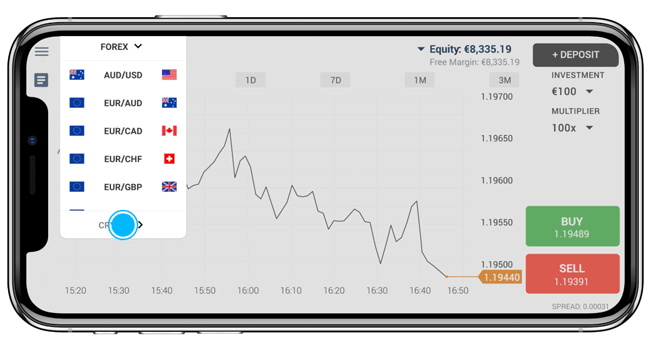 FOREX
AUD/USD
EUR/AUD
EUR/CAD
EUR/CHF
EUR/GBP
Equity: €8,335.19
Free Margin: €8,335.19
+ DEPOSIT
1D
7D
1M
3M
INVESTMENT
€100
MULTIPLIER
100x
1.19700
1.19650
1.19600
1.19550
1.19500
1.19440
BUY
1.19489
SELL
1.19391
15:20
15:30
15:40
15:50
16:00
16:10
16:20
16:30
16:40
16:50
SPREAD: 0.00031